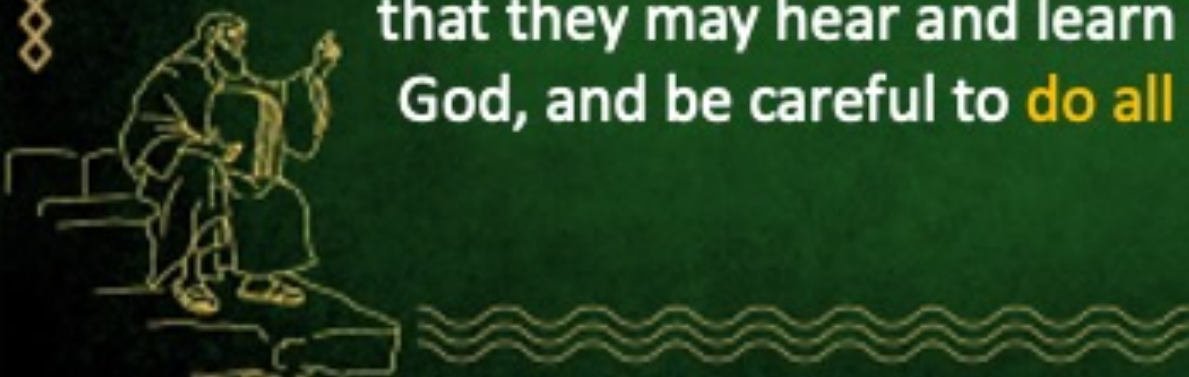 that they may hear and learn
God, and be careful to do all